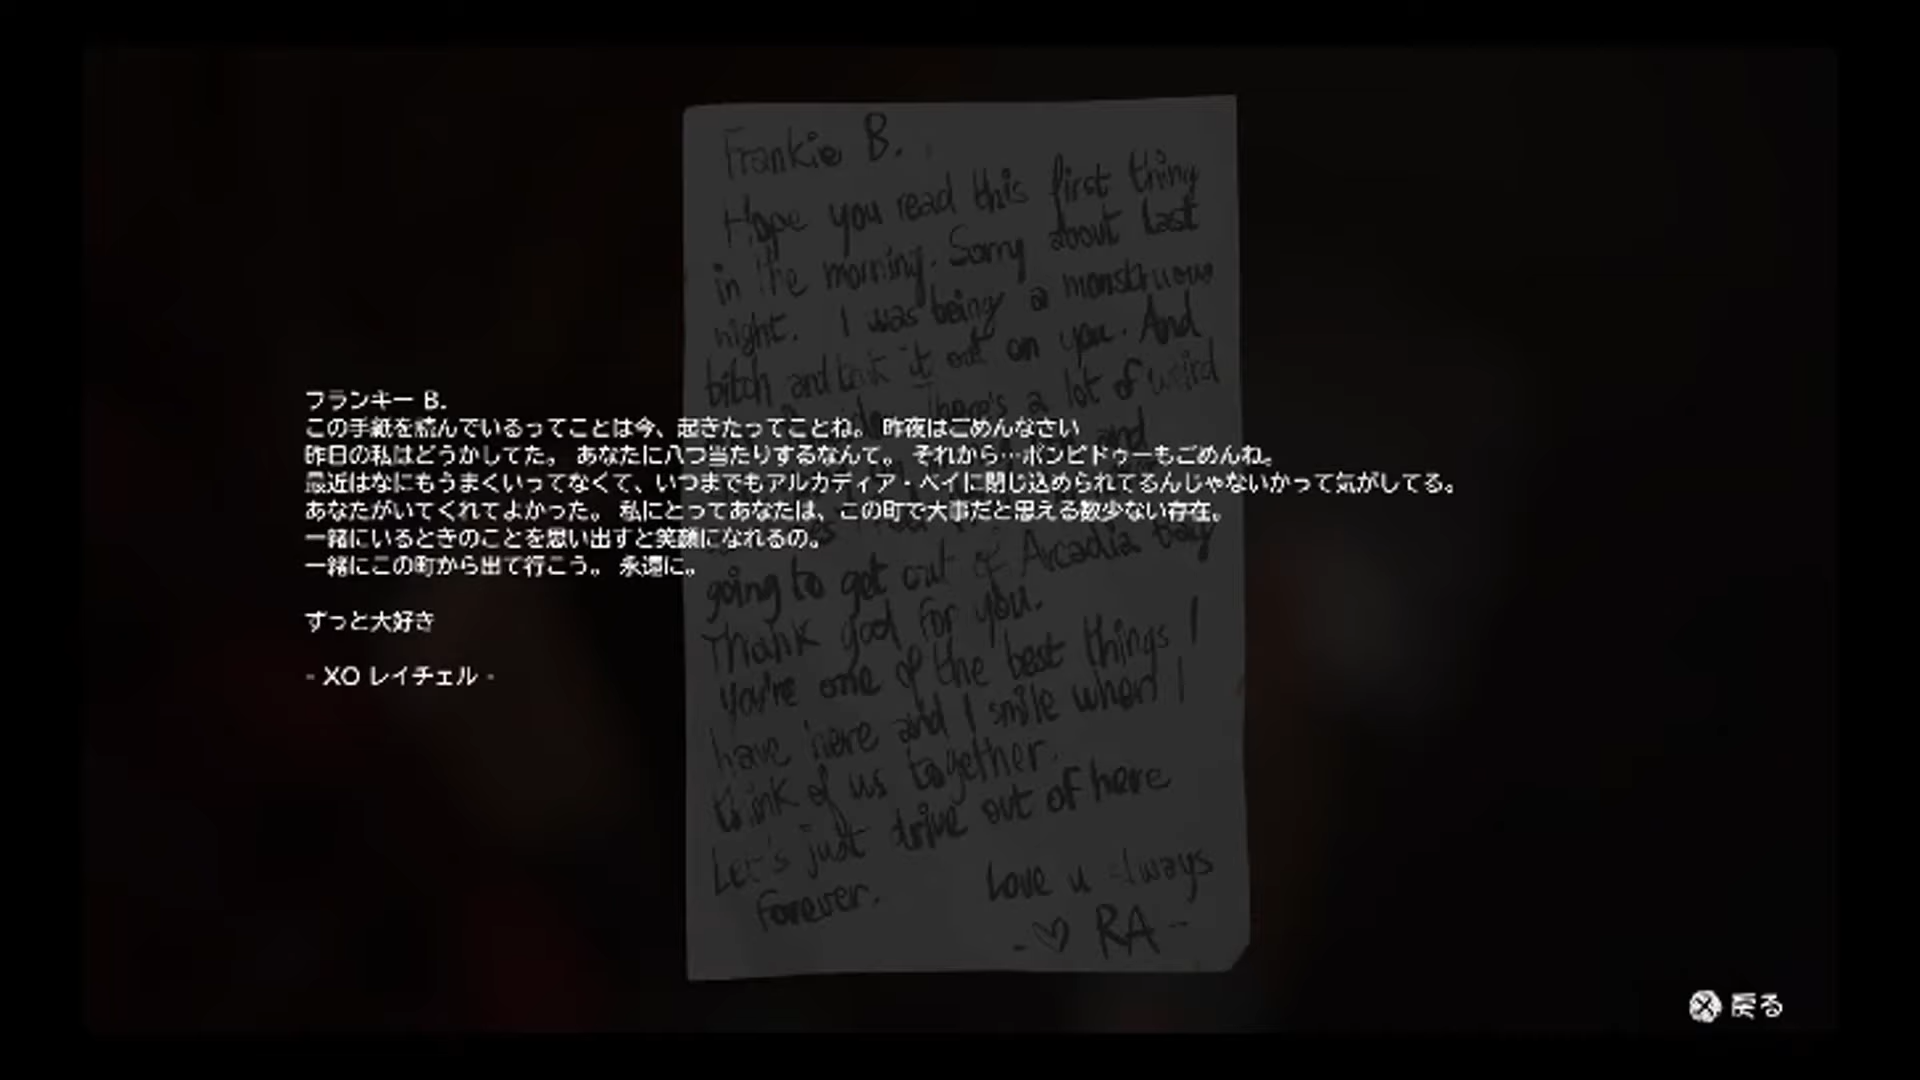 フランキー B.
この手紙を読んでいるってことは今、起きたってことね。 昨夜はごめんなさい
昨日の私はどうかしてた。 あなたに八つ当たりするなんて。 それから…ポンピドゥーもごめんね。
最近はなにもうまくいってなくて、いつまでもアルカディア・ベイに閉じ込められてるんじゃないかって気がしてる。
あなたがいてくれてよかった。 私にとってあなたは、この町で大事だと思える数少ない存在。
一緒にいるときのことを思い出すと笑顔になれるの。
一緒にこの町から出て行こう。 永遠に。
ずっと大好き
- XO レイチェル -
Frankie B.
Hope you read this first thing
in the morning. Sorry about last
night. I was being a monstruous
bitch and took it out on you. And
There's a lot of weird
and
going to get out of Arcadia bay
Thank god for you.
You're one of the best things I
have here and I smile when I
think of us together.
Let's just drive out of here
forever.
Love u always
-♡ RA-
戻る